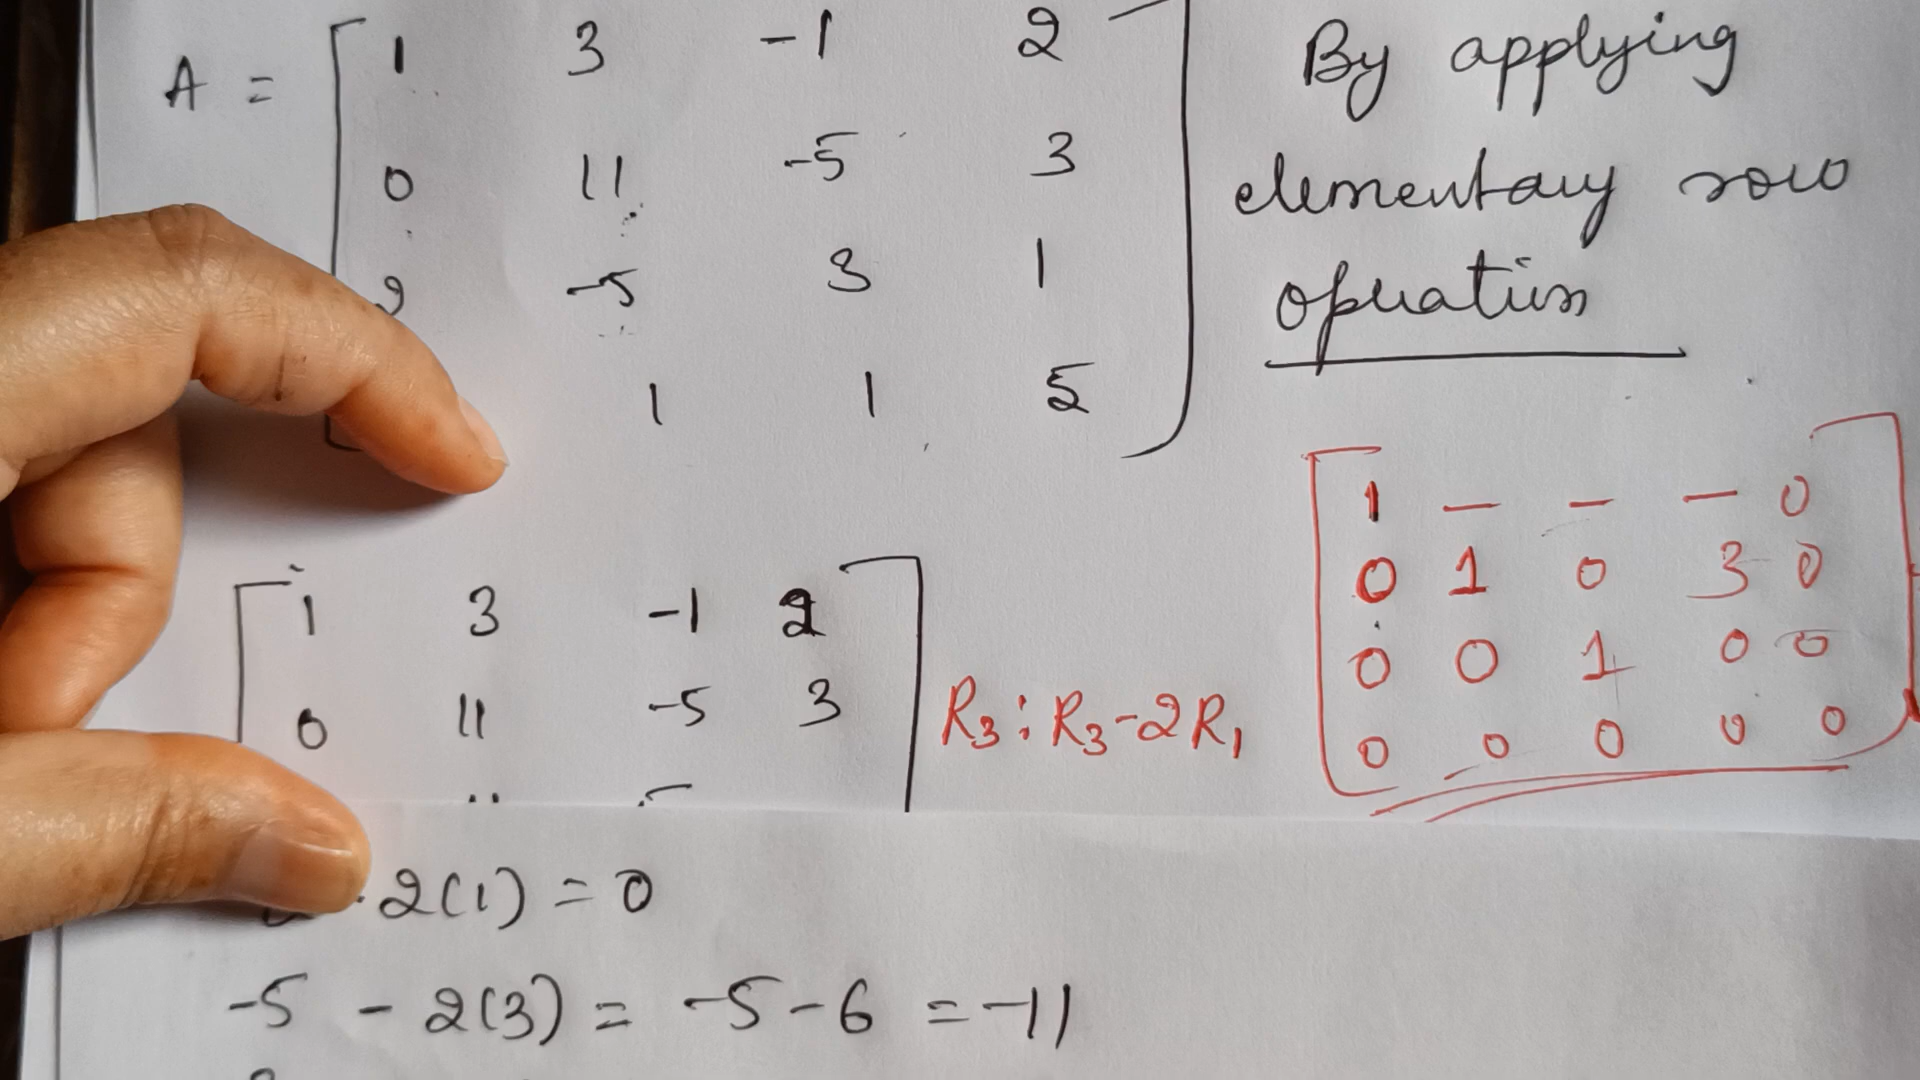 A = 1 3 -1 2
0 11 -5 3
2 -5 3 1
1 1 5
By applying
elementary row
operation
1 — — — 0
0 1 0 3 0
0 0 1 0 0
0 0 0 0 0
1 3 -1 2
0 11 -5 3
R3 : R3-2R1
2(1) = 0
-5 - 2(3) = -5-6 = -11